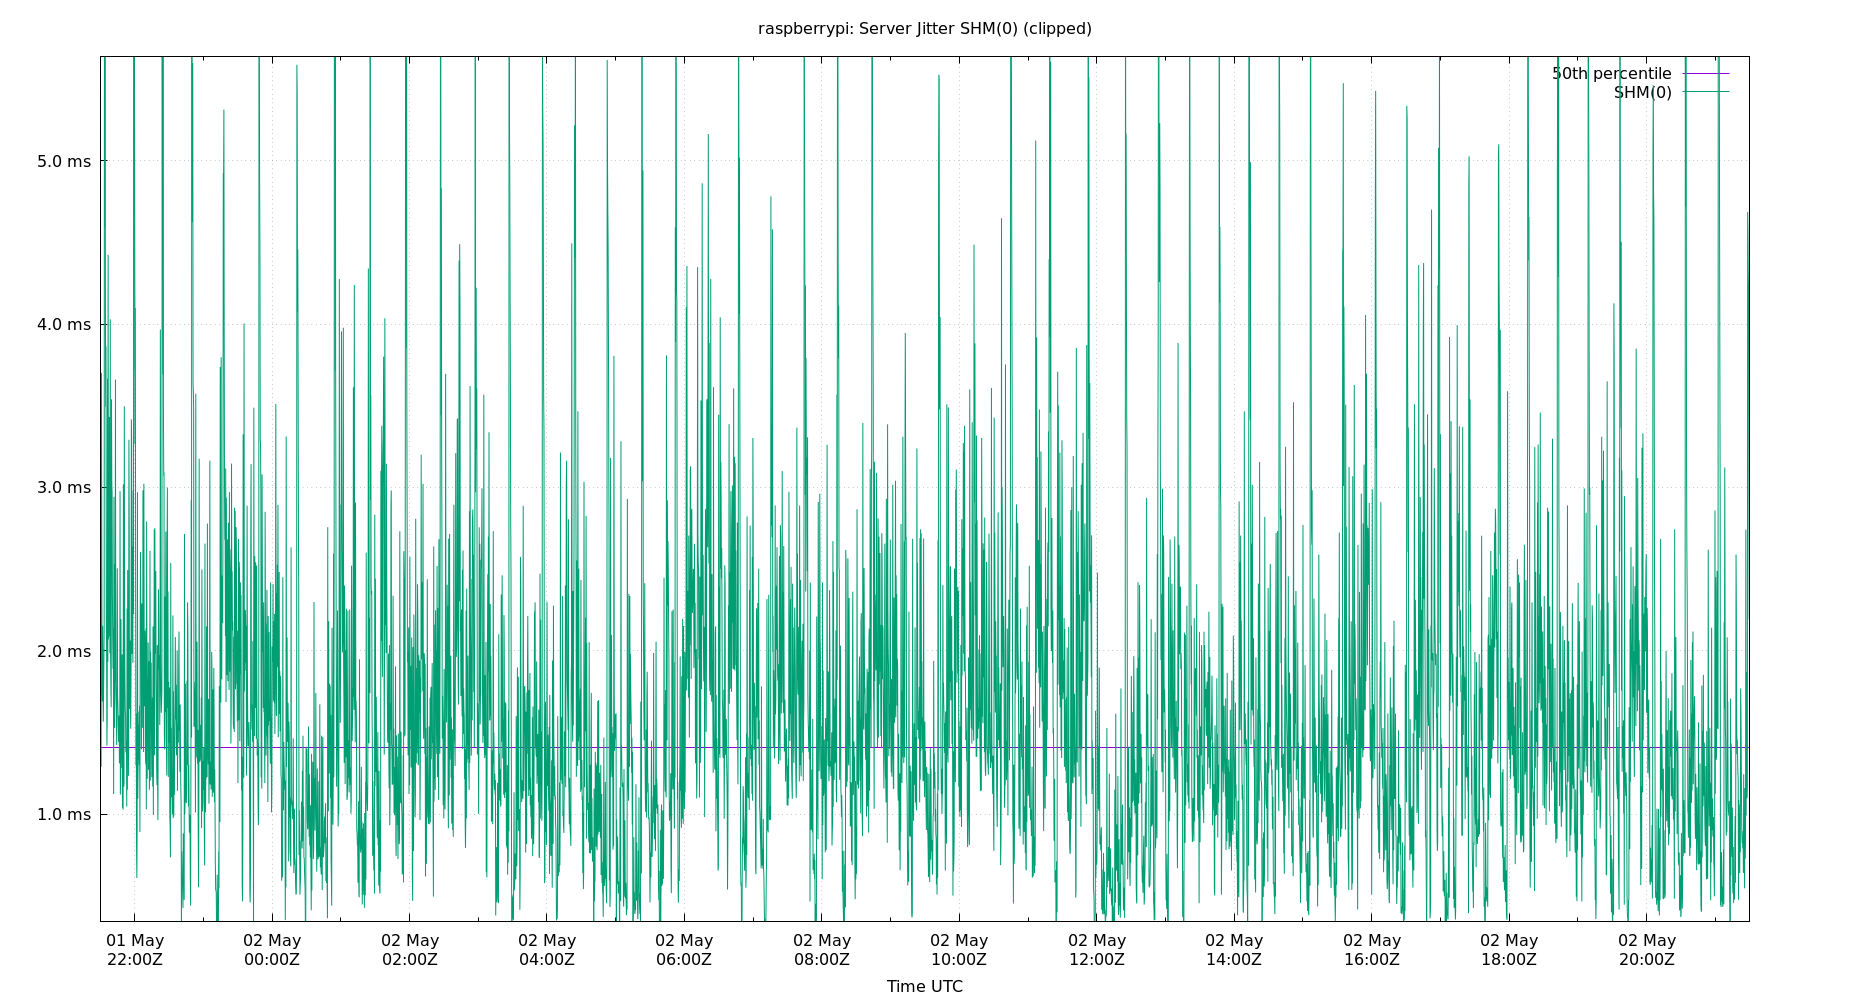 raspberrypi: Server Jitter SHM(0) (clipped)
50th percentile
SHM(0)
5.0 ms
4.0 ms
3.0 ms
2.0 ms
1.0 ms
01 May 02 May 02 May 02 May 02 May 02 May 02 May 02 May 02 May 02 May 02 May 02 May
22:00Z 00:00Z 02:00Z 04:00Z 06:00Z 08:00Z 10:00Z 12:00Z 14:00Z 16:00Z 18:00Z 20:00Z
Time UTC